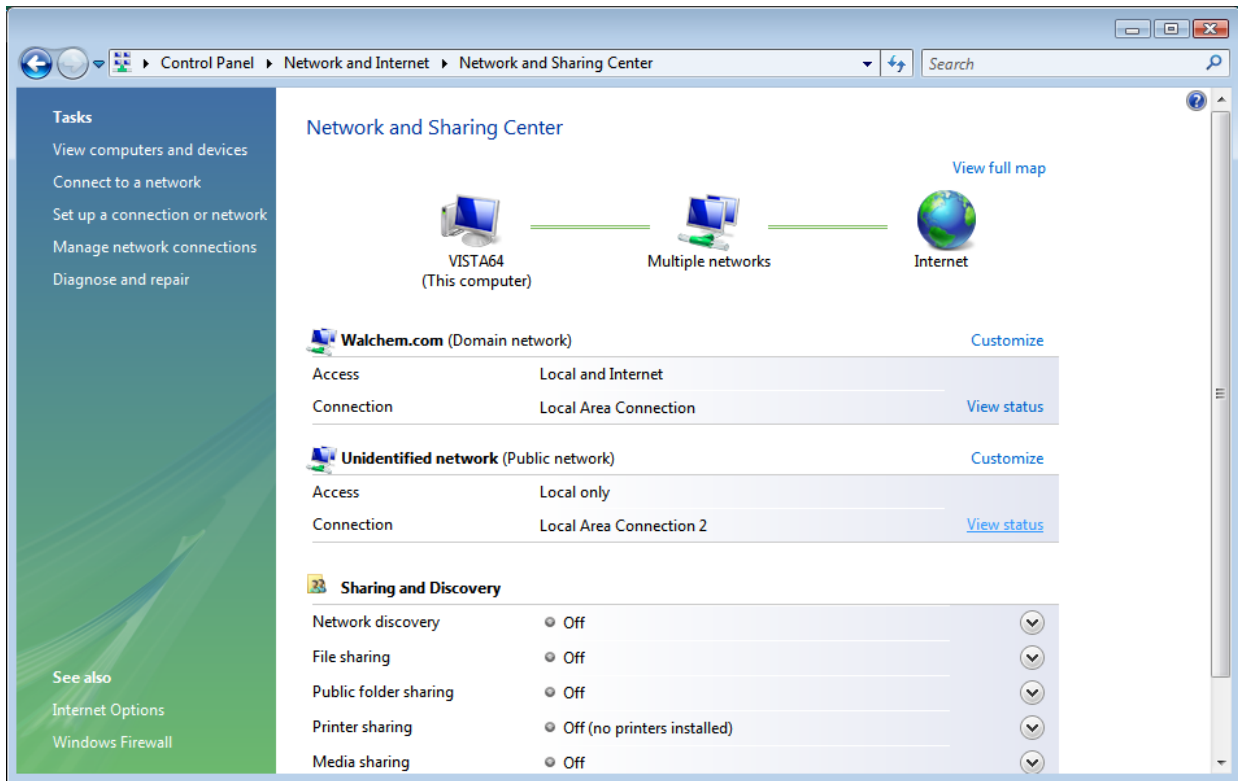 Control Panel Network and Internet Network and Sharing Center Search
Tasks
View computers and devices
Connect to a network
Set up a connection or network
Manage network connections
Diagnose and repair
See also
Internet Options
Windows Firewall
Network and Sharing Center
View full map
VISTA64
(This computer)
Multiple networks
Internet
Walchem.com (Domain network) Customize
Access Local and Internet
Connection Local Area Connection View status
Unidentified network (Public network) Customize
Access Local only
Connection Local Area Connection 2 View status
Sharing and Discovery
Network discovery Off
File sharing Off
Public folder sharing Off
Printer sharing Off (no printers installed)
Media sharing Off